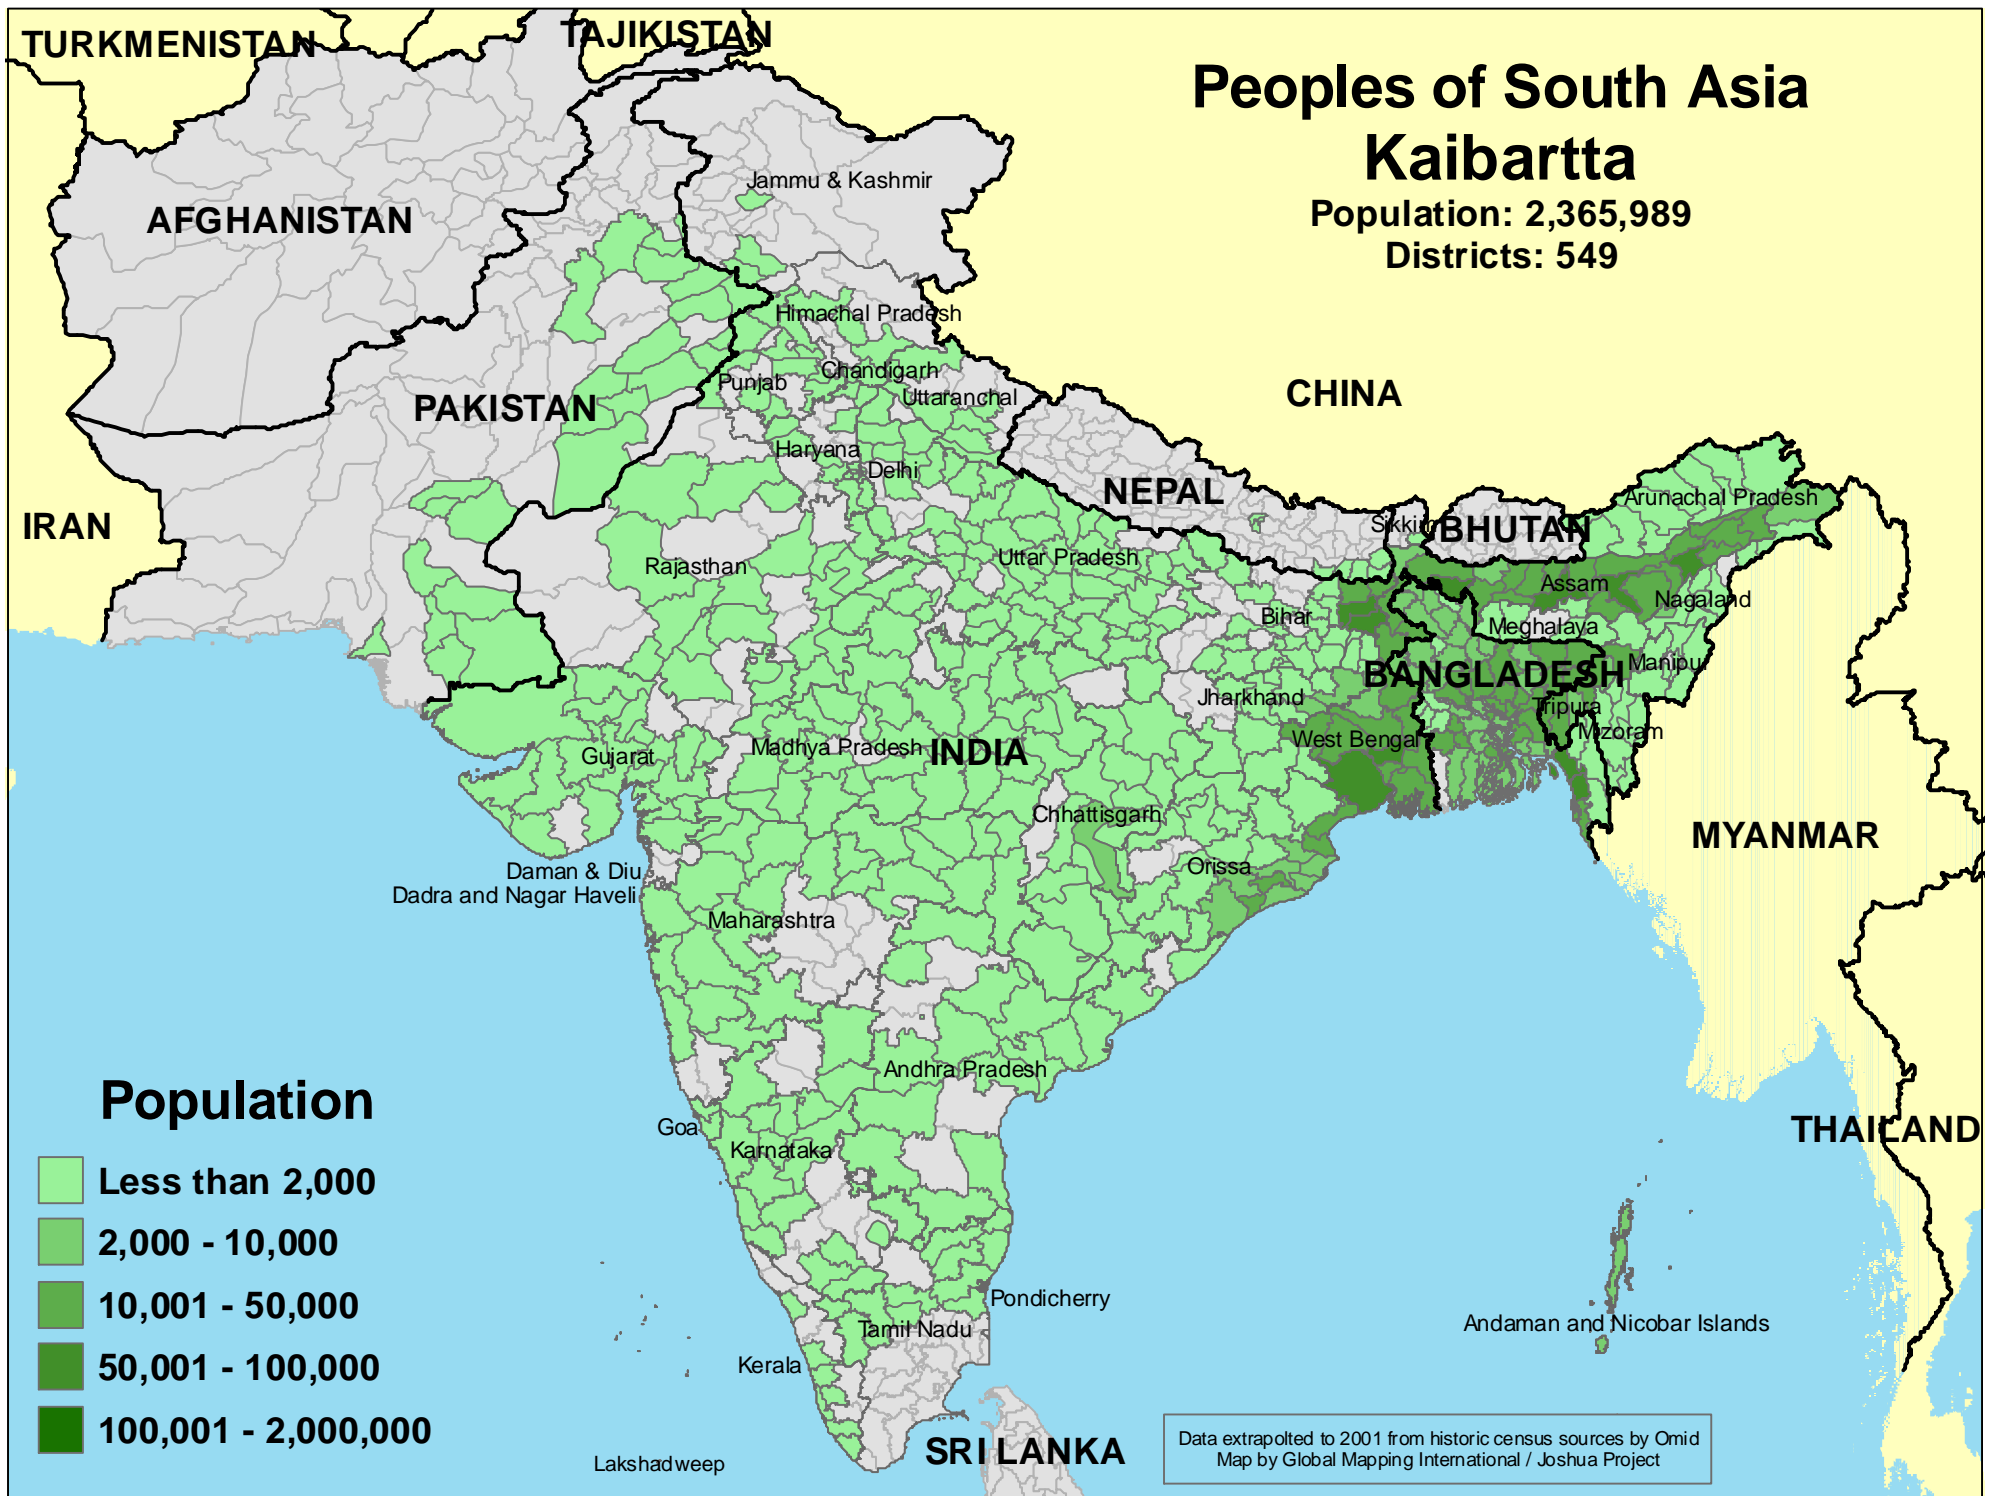 Peoples of South Asia
Kaibartta
Population: 2,365,989
Districts: 549
TURKMENISTAN
TAJIKISTAN
AFGHANISTAN
Jammu & Kashmir
Himachal Pradesh
Chandigarh
Punjab
Uttaranchal
PAKISTAN
CHINA
Haryana
Delhi
NEPAL
Sikkim
BHUTAN
Arunachal Pradesh
IRAN
Rajasthan
Uttar Pradesh
Assam
Nagaland
Bihar
Meghalaya
BANGLADESH
Manipu
Jharkhand
Tripura
Mizoram
West Bengal
Gujarat
Madhya Pradesh
INDIA
Chhattisgarh
MYANMAR
Orissa
Daman & Diu
Dadra and Nagar Haveli
Maharashtra
Andhra Pradesh
Goa
Karnataka
THAILAND
Pondicherry
Tamil Nadu
Andaman and Nicobar Islands
Kerala
Lakshadweep
SRI LANKA
Population
Less than 2,000
2,000 - 10,000
10,001 - 50,000
50,001 - 100,000
100,001 - 2,000,000
Data extrapolted to 2001 from historic census sources by Omid
Map by Global Mapping International / Joshua Project